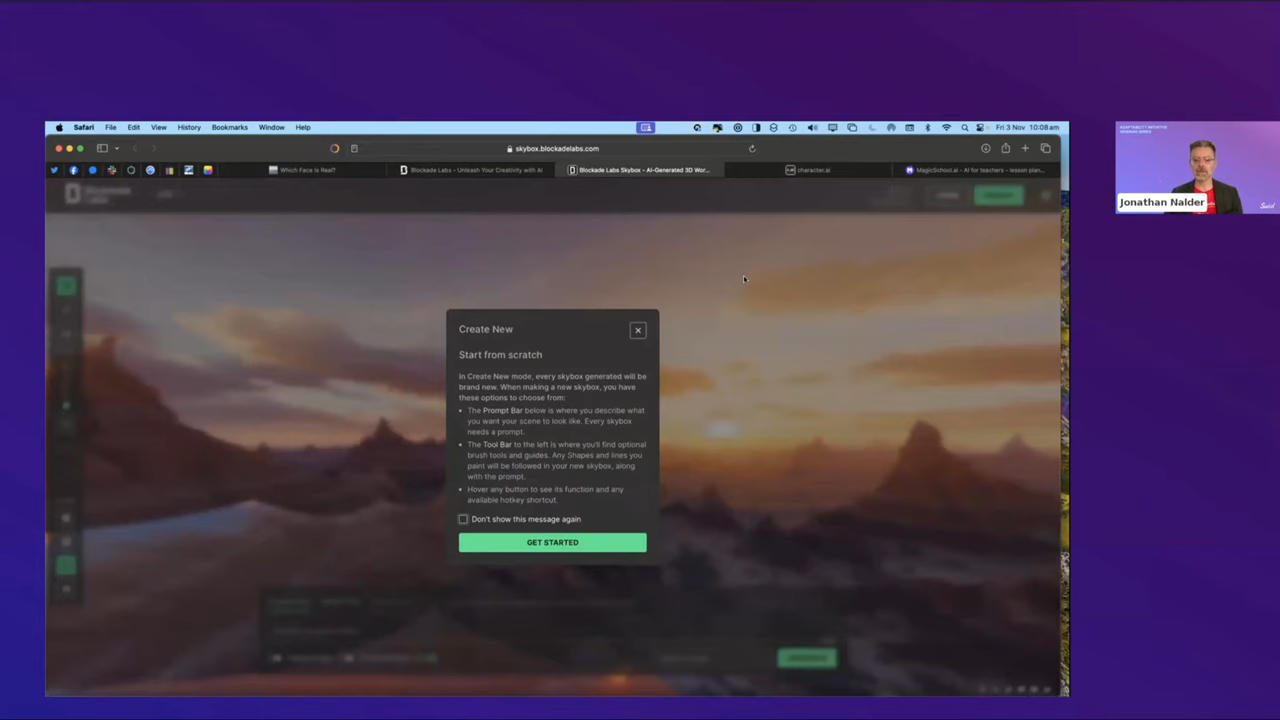 Safari File Edit View History Bookmarks Window Help Fri 3 Nov 10:08am
skybox.blockadelabs.com
Which Face Is Real? Blockade Labs - Unleash Your Creativity with AI Blockade Labs Skybox - AI-Generated 3D Wor... character.ai MagicSchool.ai - AI for teachers - lesson plan...
ADAPTABILITY INITIATIVE
WEBINAR SERIES
Jonathan Nalder
Create New
Start from scratch
In Create New mode, every skybox generated will be
brand new. When making a new skybox, you have
these options to choose from:
• The Prompt Bar below is where you describe what
you want your scene to look like. Every skybox
needs a prompt.
• The Tool Bar to the left is where you'll find optional
brush tools and guides. Any Shapes and lines you
paint will be followed in your new skybox, along
with the prompt.
• Hover any button to see its function and any
available hotkey shortcut.
Don't show this message again
GET STARTED